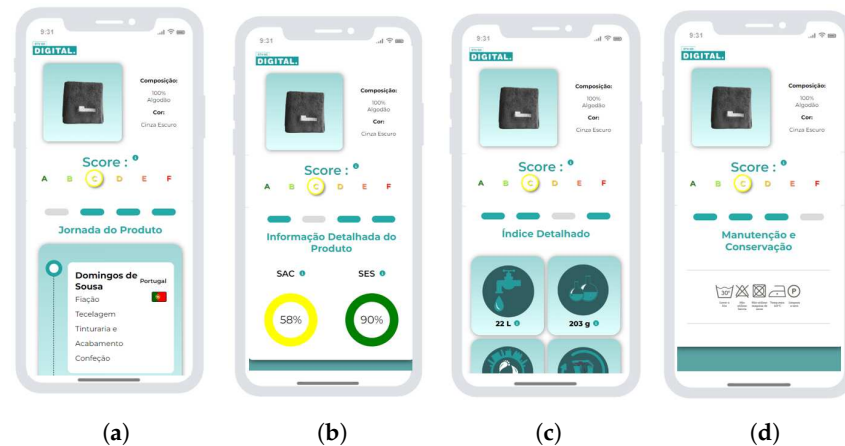 9:31
DIGITAL.
Composição:
100%
Algodão
Cor:
Cinza Escuro
Score :
A B C D E F
Jornada do Produto
Domingos de
Sousa
Portugal
Fiação
Tecelagem
Tinturaria e
Acabamento
Confeção
(a)
9:31
DIGITAL.
Composição:
100%
Algodão
Cor:
Cinza Escuro
Score :
A B C D E F
Informação Detalhada do
Produto
SAC SES
58% 90%
(b)
9:31
DIGITAL.
Composição:
100%
Algodão
Cor:
Cinza Escuro
Score :
A B C D E F
Índice Detalhado
22 L 203 g
(c)
9:31
DIGITAL.
Composição:
100%
Algodão
Cor:
Cinza Escuro
Score :
A B C D E F
Manutenção e
Conservação
30° P
(d)